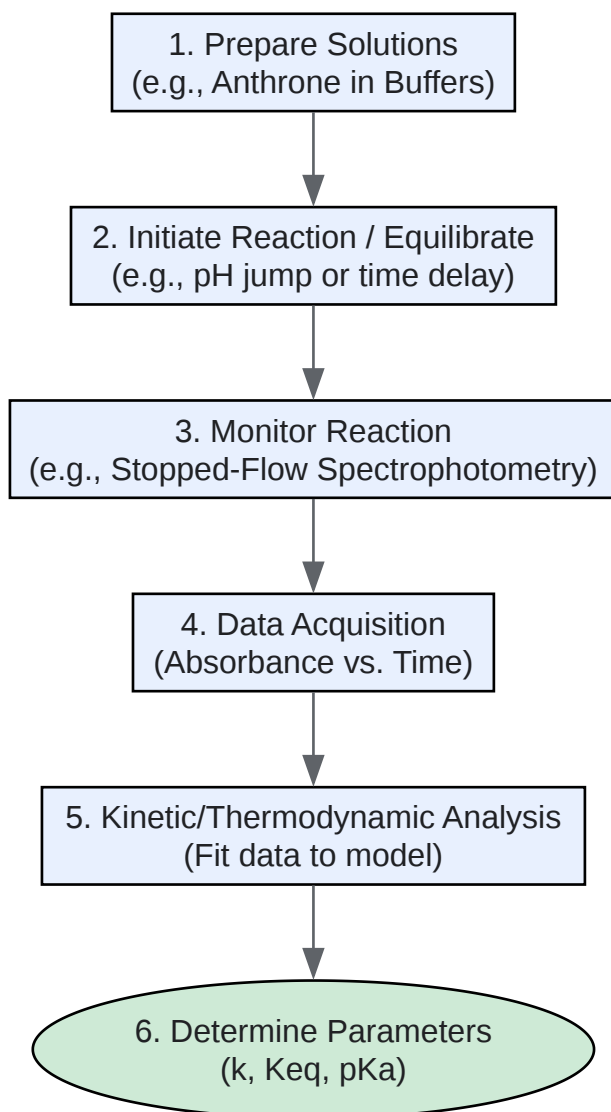 1. Prepare Solutions
(e.g., Anthrone in Buffers)
2. Initiate Reaction / Equilibrate
(e.g., pH jump or time delay)
3. Monitor Reaction
(e.g., Stopped-Flow Spectrophotometry)
4. Data Acquisition
(Absorbance vs. Time)
5. Kinetic/Thermodynamic Analysis
(Fit data to model)
6. Determine Parameters
(k, Keq, pKa)